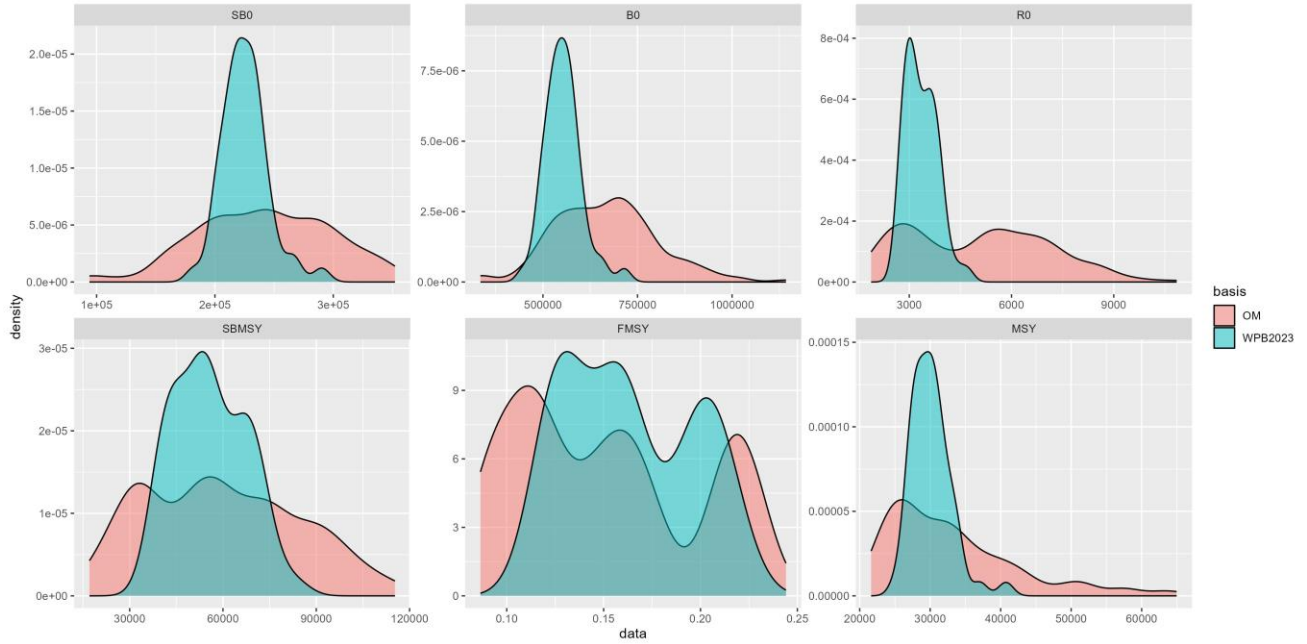 SB0
B0
R0
2.0e-05
1.5e-05
1.0e-05
5.0e-06
0.0e+00
1e+05
2e+05
3e+05
7.5e-06
5.0e-06
2.5e-06
0.0e+00
500000
750000
1000000
8e-04
6e-04
4e-04
2e-04
0e+00
3000
6000
9000
density
SBMSY
FMSY
MSY
3e-05
2e-05
1e-05
0e+00
30000
60000
90000
120000
9
6
3
0
0.10
0.15
0.20
0.25
0.00015
0.00010
0.00005
0.00000
20000
30000
40000
50000
60000
data
basis
OM
WPB2023